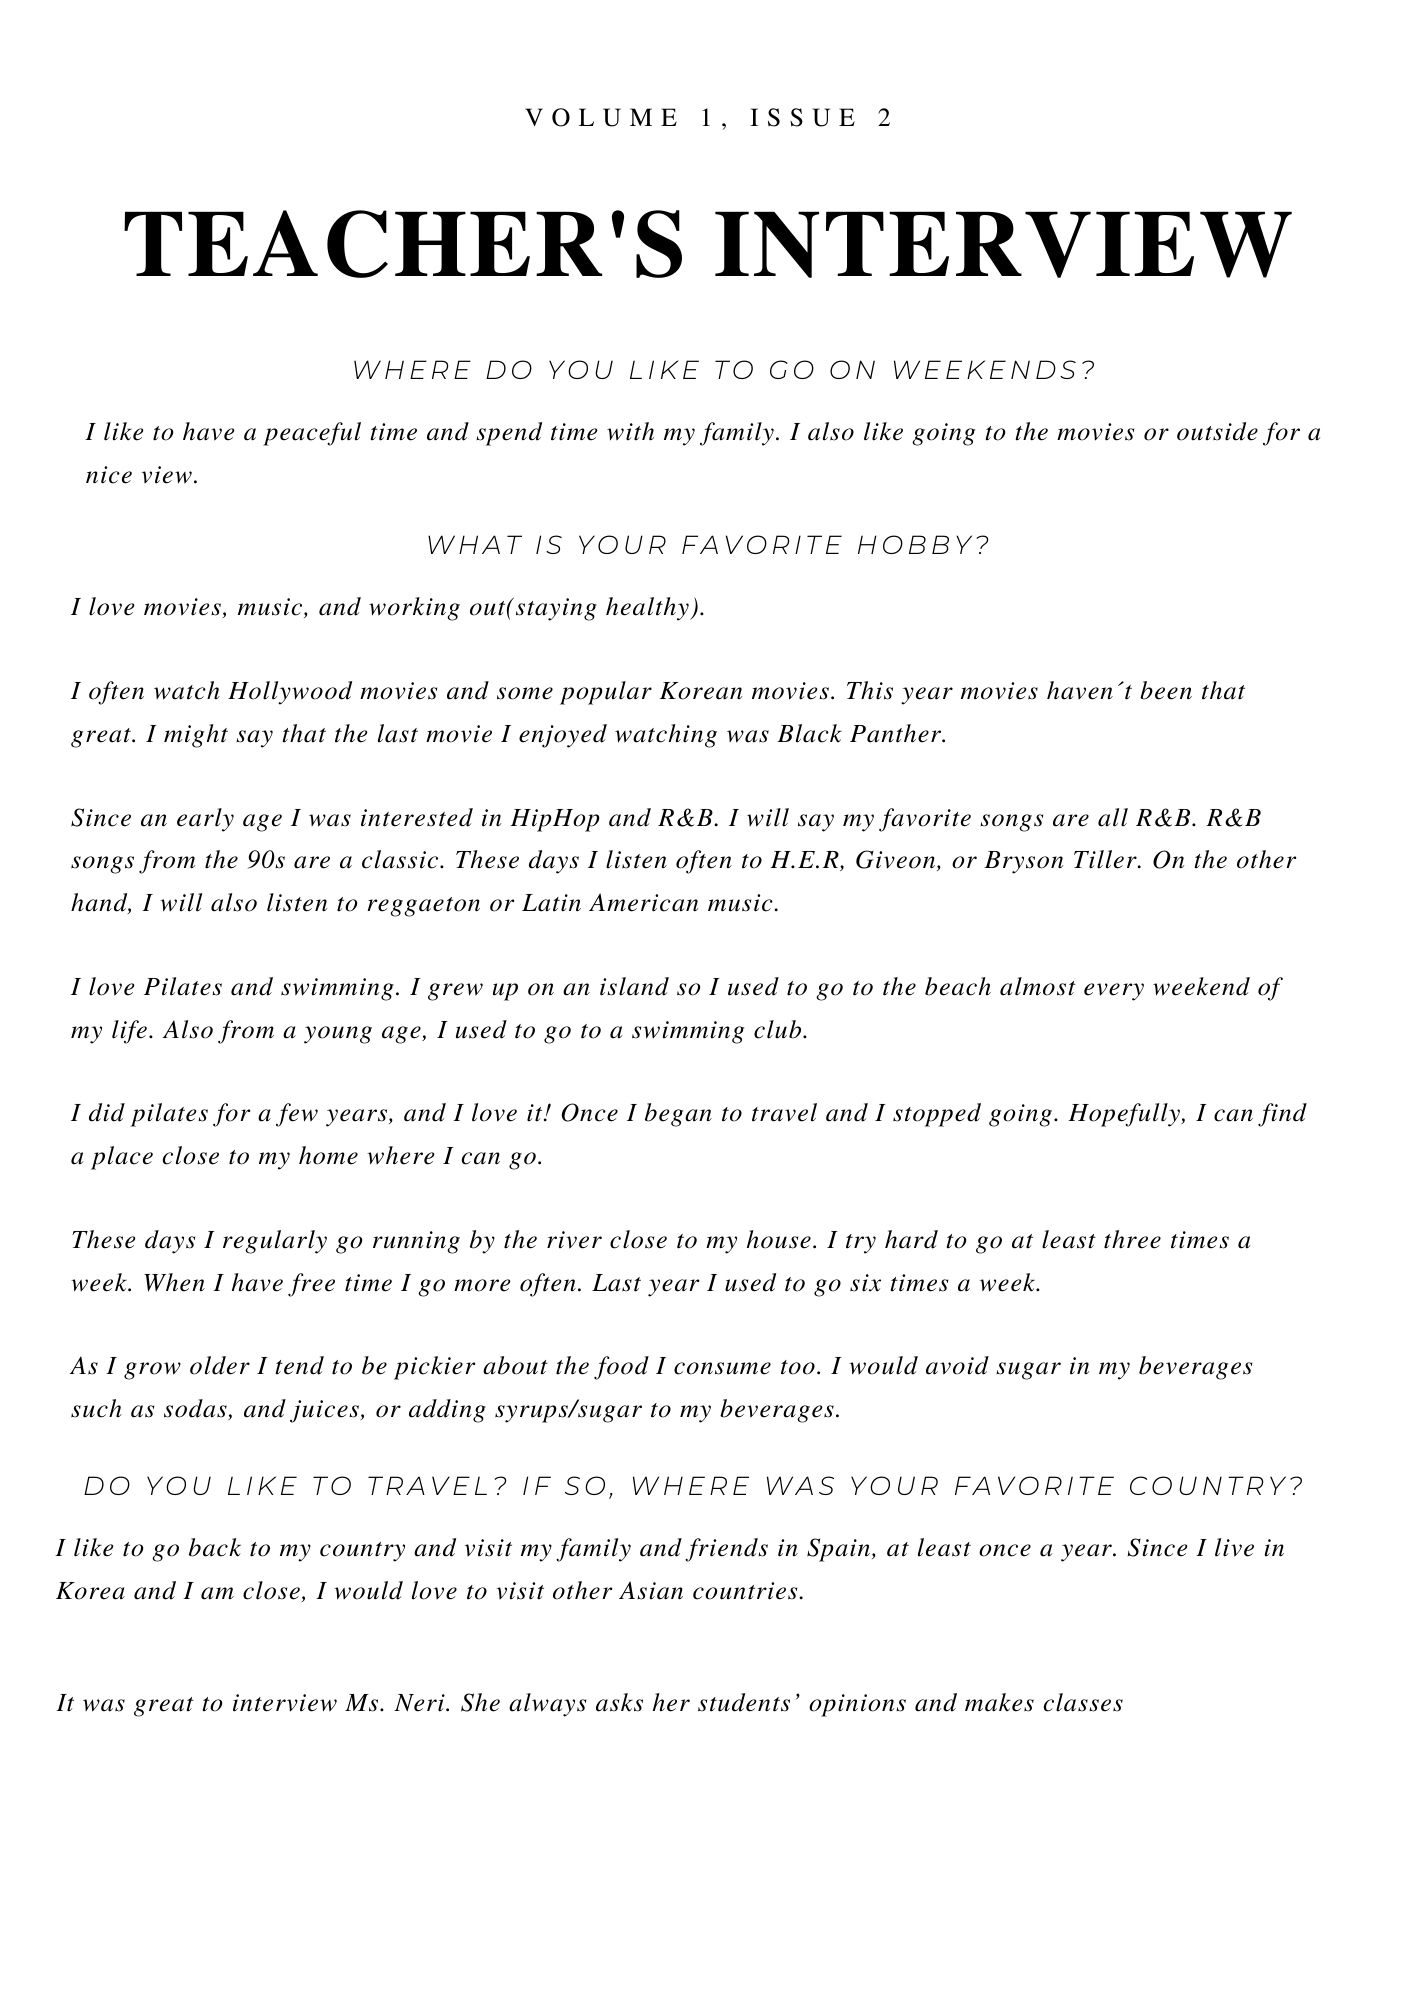 VOLUME 1, ISSUE 2
TEACHER'S INTERVIEW
WHERE DO YOU LIKE TO GO ON WEEKENDS?
I like to have a peaceful time and spend time with my family. I also like going to the movies or outside for a
nice view.
WHAT IS YOUR FAVORITE HOBBY?
I love movies, music, and working out(staying healthy).
I often watch Hollywood movies and some popular Korean movies. This year movies haven´t been that
great. I might say that the last movie I enjoyed watching was Black Panther.
Since an early age I was interested in HipHop and R&B. I will say my favorite songs are all R&B. R&B
songs from the 90s are a classic. These days I listen often to H.E.R, Giveon, or Bryson Tiller. On the other
hand, I will also listen to reggaeton or Latin American music.
I love Pilates and swimming. I grew up on an island so I used to go to the beach almost every weekend of
my life. Also from a young age, I used to go to a swimming club.
I did pilates for a few years, and I love it! Once I began to travel and I stopped going. Hopefully, I can find
a place close to my home where I can go.
These days I regularly go running by the river close to my house. I try hard to go at least three times a
week. When I have free time I go more often. Last year I used to go six times a week.
As I grow older I tend to be pickier about the food I consume too. I would avoid sugar in my beverages
such as sodas, and juices, or adding syrups/sugar to my beverages.
DO YOU LIKE TO TRAVEL? IF SO, WHERE WAS YOUR FAVORITE COUNTRY?
I like to go back to my country and visit my family and friends in Spain, at least once a year. Since I live in
Korea and I am close, I would love to visit other Asian countries.
It was great to interview Ms. Neri. She always asks her students’ opinions and makes classes